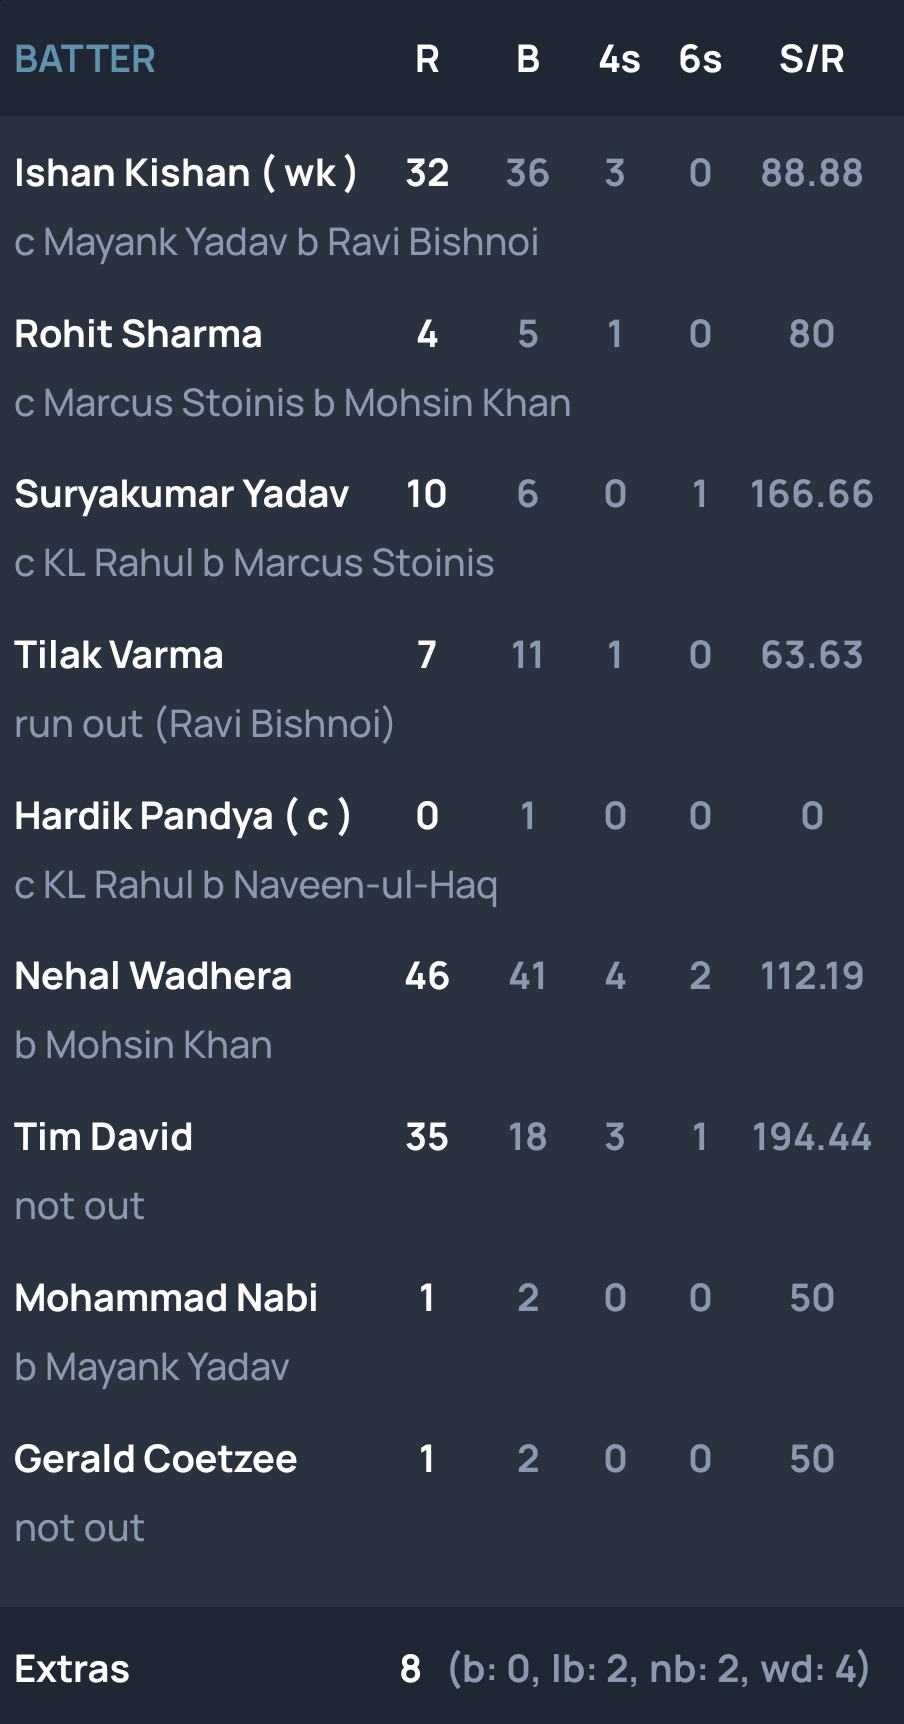 BATTER R B 4s 6s S/R
Ishan Kishan ( wk ) 32 36 3 0 88.88
c Mayank Yadav b Ravi Bishnoi
Rohit Sharma 4 5 1 0 80
c Marcus Stoinis b Mohsin Khan
Suryakumar Yadav 10 6 0 1 166.66
c KL Rahul b Marcus Stoinis
Tilak Varma 7 11 1 0 63.63
run out (Ravi Bishnoi)
Hardik Pandya ( c ) 0 1 0 0 0
c KL Rahul b Naveen-ul-Haq
Nehal Wadhera 46 41 4 2 112.19
b Mohsin Khan
Tim David 35 18 3 1 194.44
not out
Mohammad Nabi 1 2 0 0 50
b Mayank Yadav
Gerald Coetzee 1 2 0 0 50
not out
Extras 8 (b: 0, lb: 2, nb: 2, wd: 4)